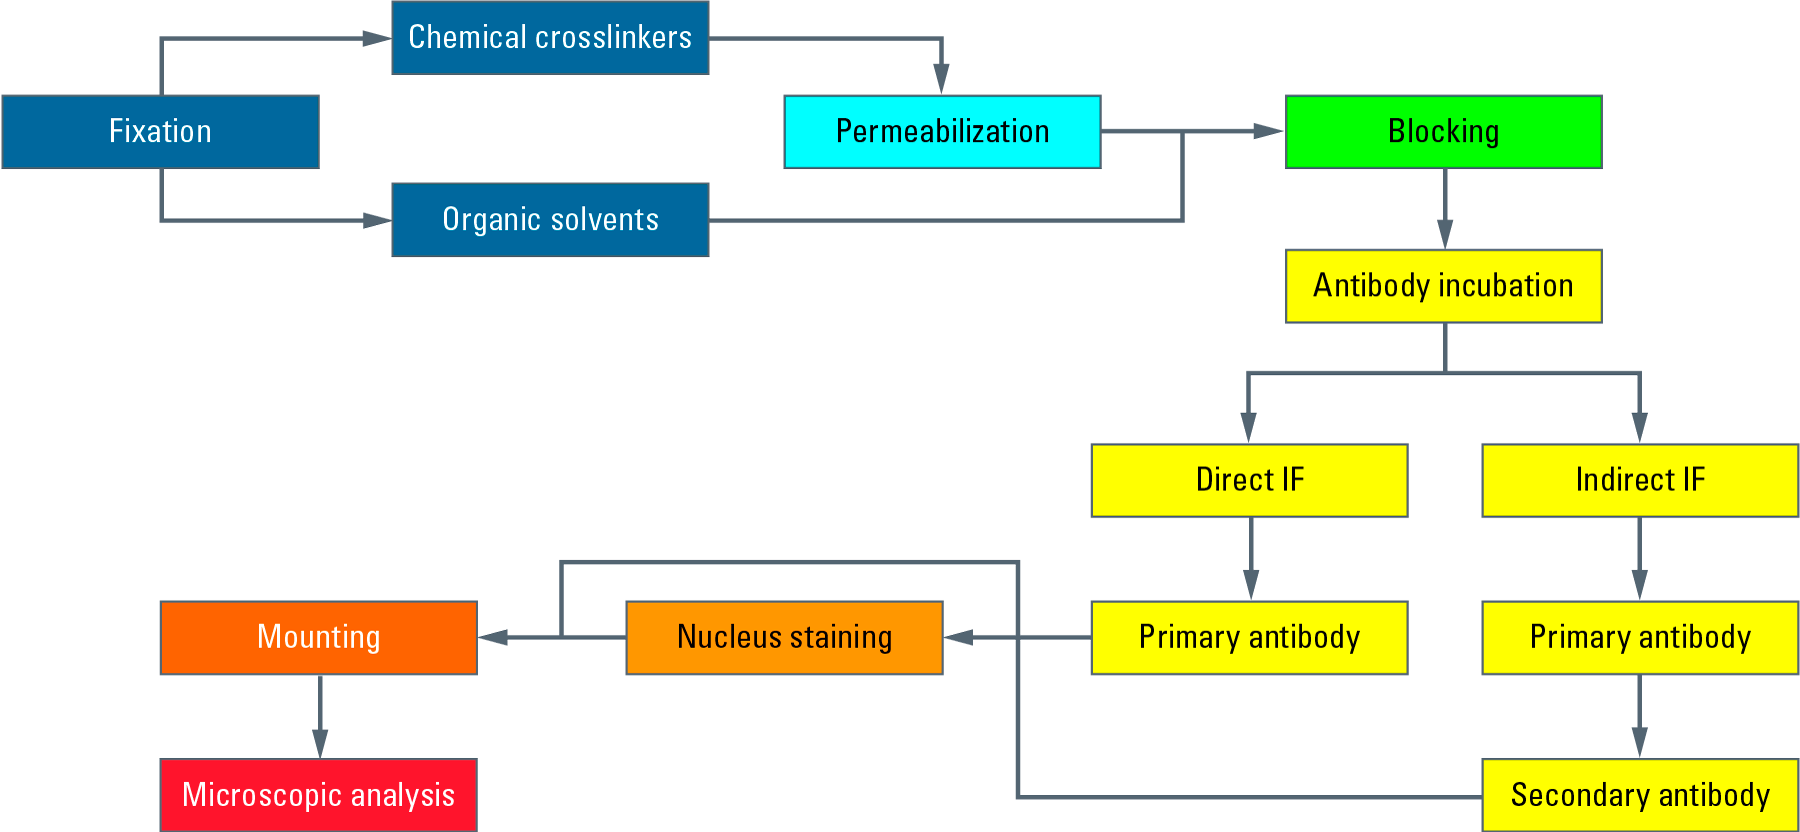 Chemical crosslinkers
Fixation
Permeabilization
Blocking
Organic solvents
Antibody incubation
Direct IF
Indirect IF
Mounting
Nucleus staining
Primary antibody
Primary antibody
Microscopic analysis
Secondary antibody